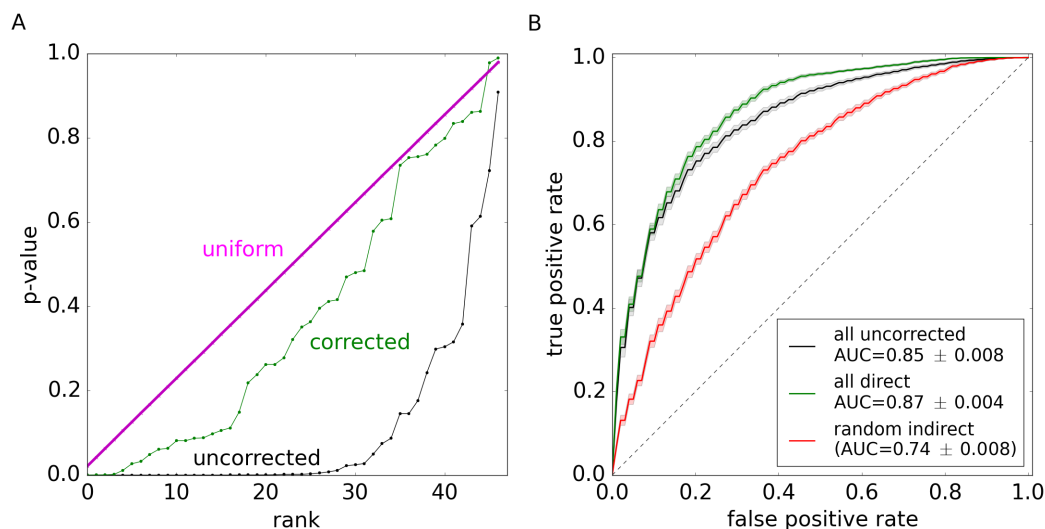 A
B
1.0
0.8
0.6
0.4
0.2
0.0
p-value
uniform
corrected
uncorrected
0
10
20
30
40
rank
1.0
0.8
0.6
0.4
0.2
0.0
true positive rate
all uncorrected
AUC=0.85 ± 0.008
all direct
AUC=0.87 ± 0.004
random indirect
(AUC=0.74 ± 0.008)
0.0
0.2
0.4
0.6
0.8
1.0
false positive rate